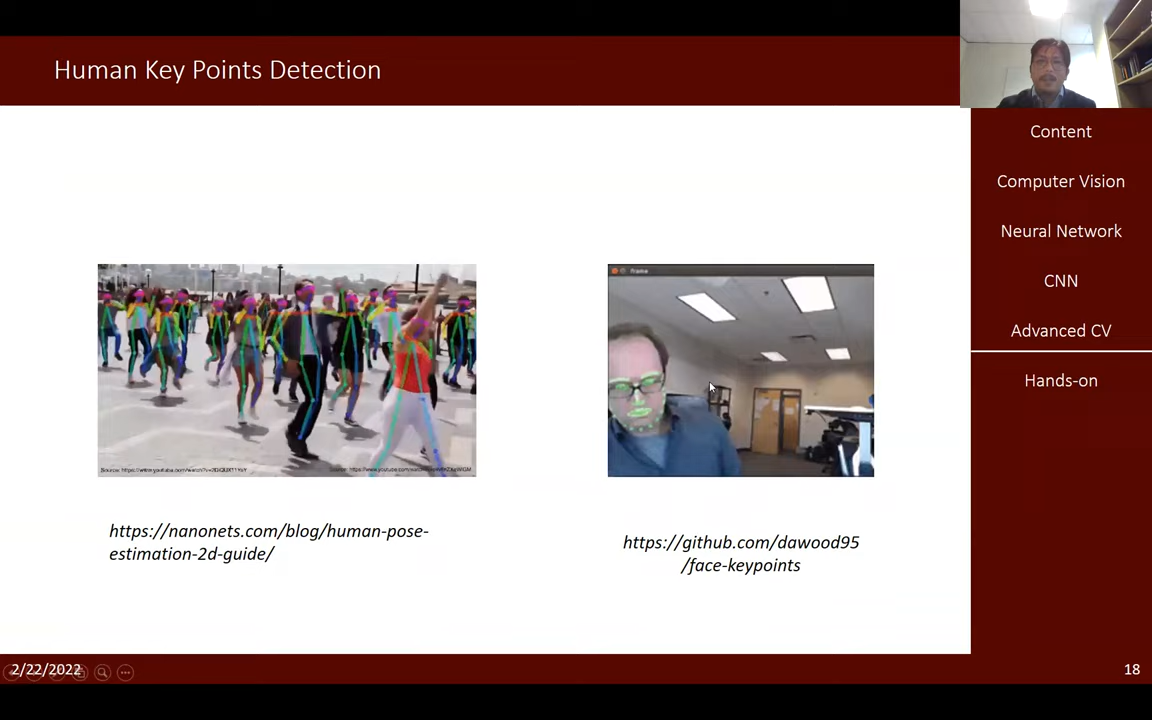 Human Key Points Detection
Content
Computer Vision
Neural Network
CNN
Advanced CV
Hands-on
frame
https://nanonets.com/blog/human-pose-
estimation-2d-guide/
https://github.com/dawood95
/face-keypoints
2/22/2022
18